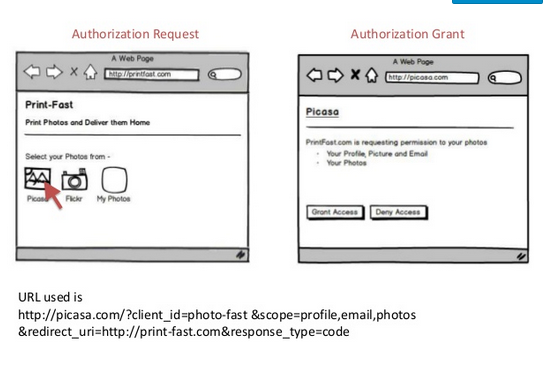 Authorization Request
Authorization Grant
A Web Page
http://printfast.com
Print-Fast
Print Photos and Deliver them Home
Select your Photos from -
Picasa
Flickr
My Photos
A Web Page
http://picasa.com
Picasa
PrintFast.com is requesting permission to your photos
- Your Profile, Picture and Email
- Your Photos
Grant Access
Deny Access
URL used is
http://picasa.com/?client_id=photo-fast &scope=profile,email,photos
&redirect_uri=http://print-fast.com&response_type=code